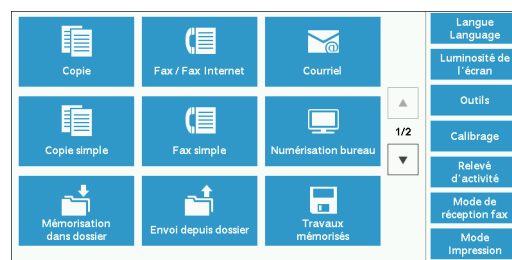 Copie
Fax / Fax Internet
Courriel
Copie simple
Fax simple
Numérisation bureau
Mémorisation
dans dossier
Envoi depuis dossier
Travaux
mémorisés
1/2
Langue
Language
Luminosité de
l'écran
Outils
Calibrage
Relevé
d'activité
Mode de
réception fax
Mode
Impression